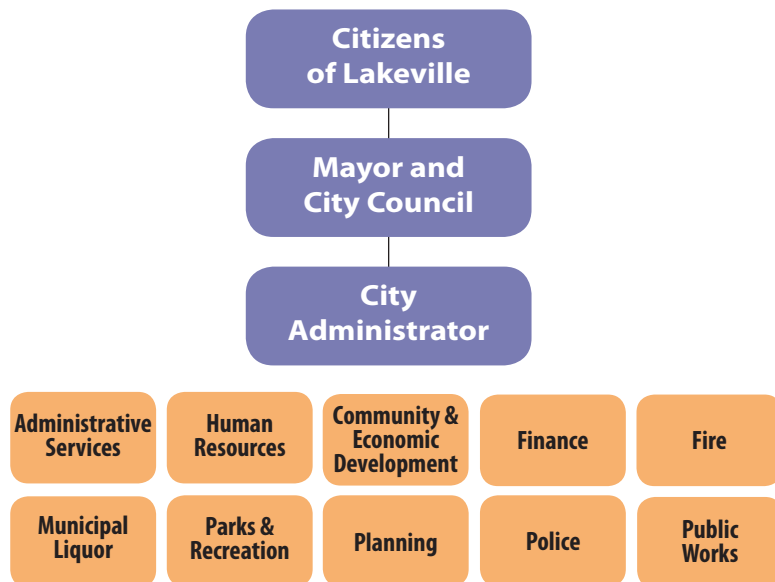 Citizens
of Lakeville
Mayor and
City Council
City
Administrator
Administrative
Services
Human
Resources
Community &
Economic
Development
Finance
Fire
Municipal
Liquor
Parks &
Recreation
Planning
Police
Public
Works